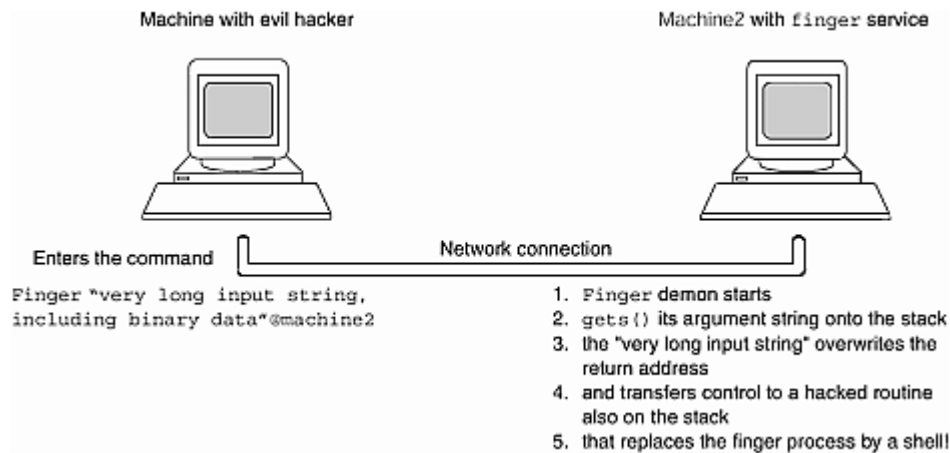 Machine with evil hacker
Machine2 with finger service
Network connection
Enters the command
Finger "very long input string,
including binary data"@machine2
1. Finger demon starts
2. gets() its argument string onto the stack
3. the "very long input string" overwrites the
return address
4. and transfers control to a hacked routine
also on the stack
5. that replaces the finger process by a shell!